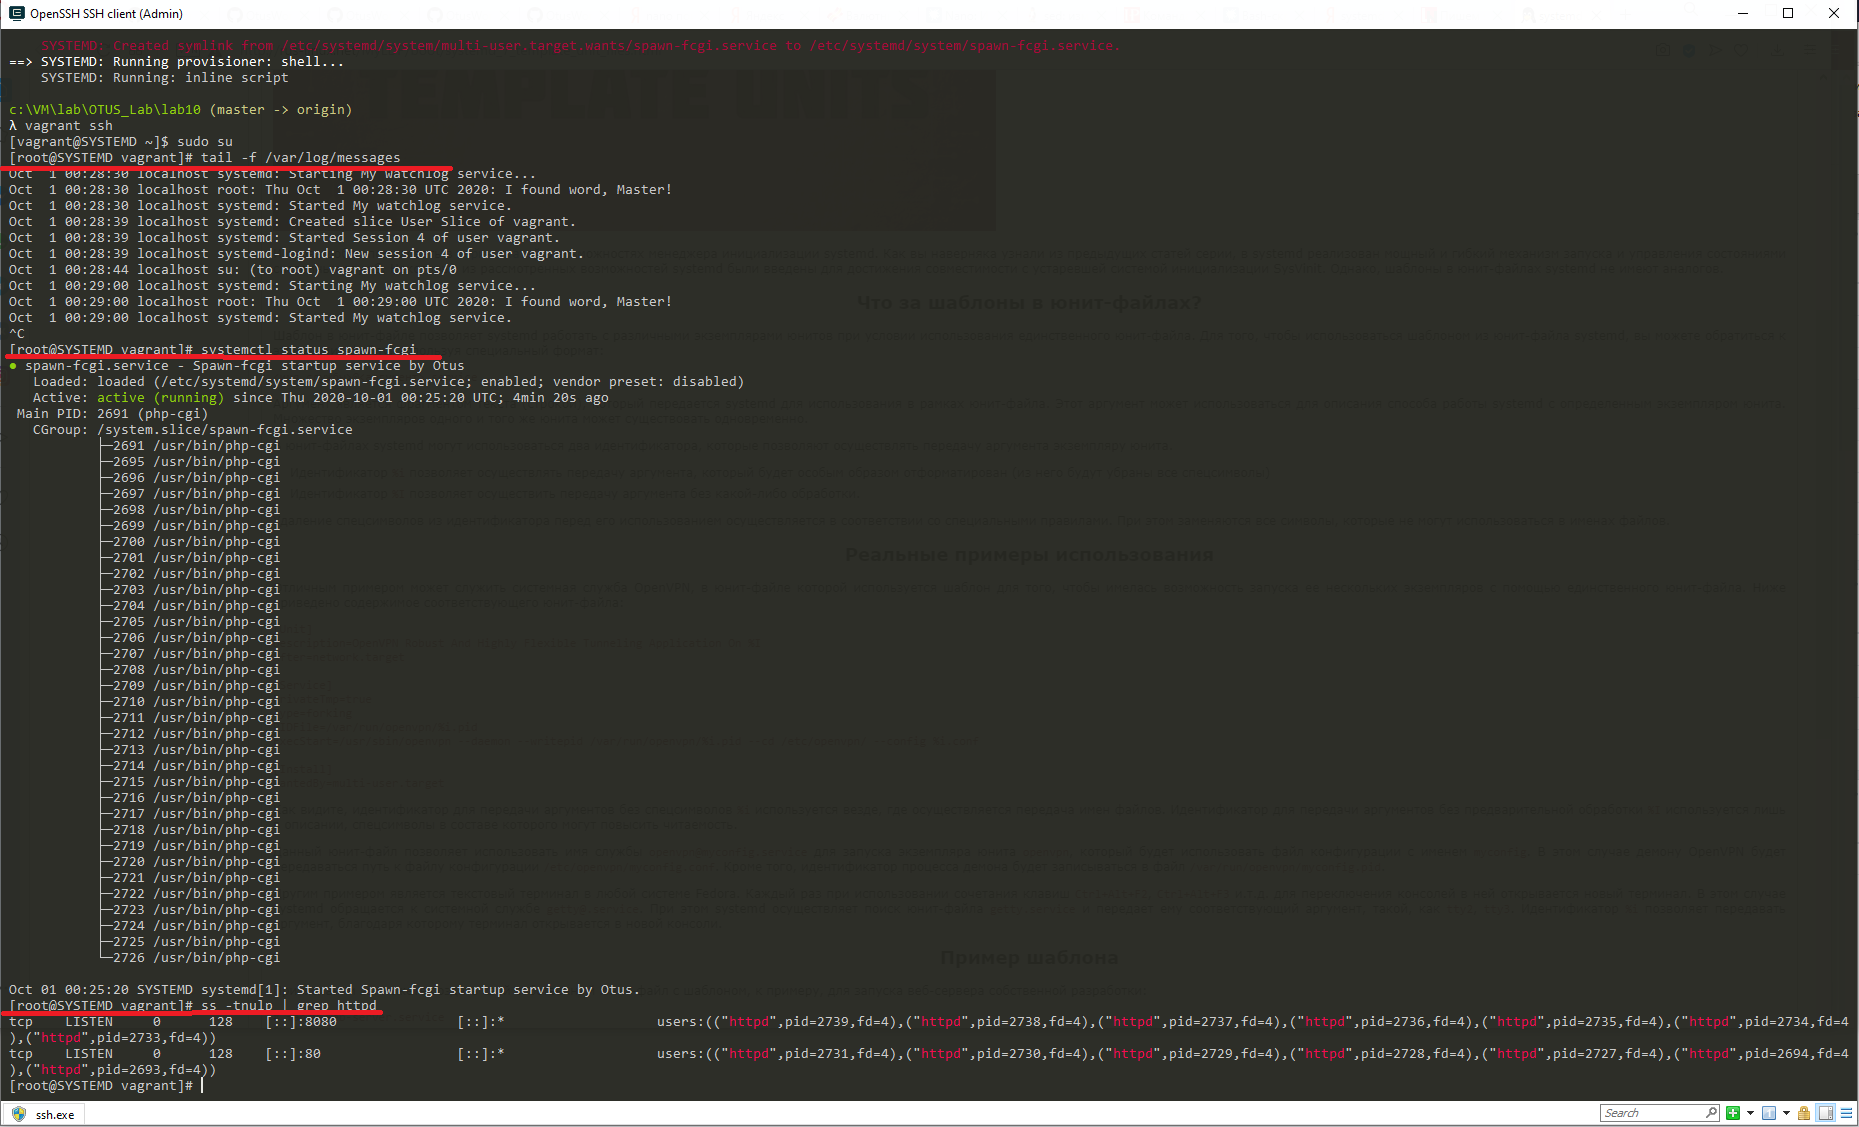 OpenSSH SSH client (Admin)
SYSTEMD: Created symlink from /etc/systemd/system/multi-user.target.wants/spawn-fcgi.service to /etc/systemd/system/spawn-fcgi.service.
==> SYSTEMD: Running provisioner: shell...
SYSTEMD: Running: inline script
TEMPLATE UNITS
c:\VM\lab\OTUS_Lab\lab10 (master -> origin)
λ vagrant ssh
[vagrant@SYSTEMD ~]$ sudo su
[root@SYSTEMD vagrant]# tail -f /var/log/messages
Oct  1 00:28:30 localhost systemd: Starting My watchlog service...
Oct  1 00:28:30 localhost root: Thu Oct  1 00:28:30 UTC 2020: I found word, Master!
Oct  1 00:28:30 localhost systemd: Started My watchlog service.
Oct  1 00:28:39 localhost systemd: Created slice User Slice of vagrant.
Oct  1 00:28:39 localhost systemd: Started Session 4 of user vagrant.
Oct  1 00:28:39 localhost systemd-logind: New session 4 of user vagrant.
Oct  1 00:28:44 localhost su: (to root) vagrant on pts/0
Oct  1 00:29:00 localhost systemd: Starting My watchlog service...
Oct  1 00:29:00 localhost root: Thu Oct  1 00:29:00 UTC 2020: I found word, Master!
Что за шаблоны в юнит-файлах?
Oct  1 00:29:00 localhost systemd: Started My watchlog service.
^C
[root@SYSTEMD vagrant]# systemctl status spawn-fcgi
● spawn-fcgi.service - Spawn-fcgi startup service by Otus
Loaded: loaded (/etc/systemd/system/spawn-fcgi.service; enabled; vendor preset: disabled)
Active: active (running) since Thu 2020-10-01 00:25:20 UTC; 4min 20s ago
Main PID: 2691 (php-cgi)
CGroup: /system.slice/spawn-fcgi.service
├─2691 /usr/bin/php-cgi
├─2695 /usr/bin/php-cgi
├─2696 /usr/bin/php-cgi
├─2697 /usr/bin/php-cgi
├─2698 /usr/bin/php-cgi
├─2699 /usr/bin/php-cgi
├─2700 /usr/bin/php-cgi
├─2701 /usr/bin/php-cgi
Реальные примеры использования
├─2702 /usr/bin/php-cgi
├─2703 /usr/bin/php-cgi
├─2704 /usr/bin/php-cgi
├─2705 /usr/bin/php-cgi
├─2706 /usr/bin/php-cgi
├─2707 /usr/bin/php-cgi
├─2708 /usr/bin/php-cgi
├─2709 /usr/bin/php-cgi
├─2710 /usr/bin/php-cgi
├─2711 /usr/bin/php-cgi
├─2712 /usr/bin/php-cgi
├─2713 /usr/bin/php-cgi
├─2714 /usr/bin/php-cgi
├─2715 /usr/bin/php-cgi
├─2716 /usr/bin/php-cgi
├─2717 /usr/bin/php-cgi
├─2718 /usr/bin/php-cgi
├─2719 /usr/bin/php-cgi
├─2720 /usr/bin/php-cgi
├─2721 /usr/bin/php-cgi
├─2722 /usr/bin/php-cgi
├─2723 /usr/bin/php-cgi
├─2724 /usr/bin/php-cgi
├─2725 /usr/bin/php-cgi
└─2726 /usr/bin/php-cgi
Пример шаблона
Oct 01 00:25:20 SYSTEMD systemd[1]: Started Spawn-fcgi startup service by Otus.
[root@SYSTEMD vagrant]# ss -tnulp | grep httpd
tcp    LISTEN     0      128    [::]:8080               [::]:*                   users:(("httpd",pid=2739,fd=4),("httpd",pid=2738,fd=4),("httpd",pid=2737,fd=4),("httpd",pid=2736,fd=4),("httpd",pid=2735,fd=4),("httpd",pid=2734,fd=4
),("httpd",pid=2733,fd=4))
tcp    LISTEN     0      128    [::]:80                 [::]:*                   users:(("httpd",pid=2731,fd=4),("httpd",pid=2730,fd=4),("httpd",pid=2729,fd=4),("httpd",pid=2728,fd=4),("httpd",pid=2727,fd=4),("httpd",pid=2694,fd=4
),("httpd",pid=2693,fd=4))
[root@SYSTEMD vagrant]#
ssh.exe
Search